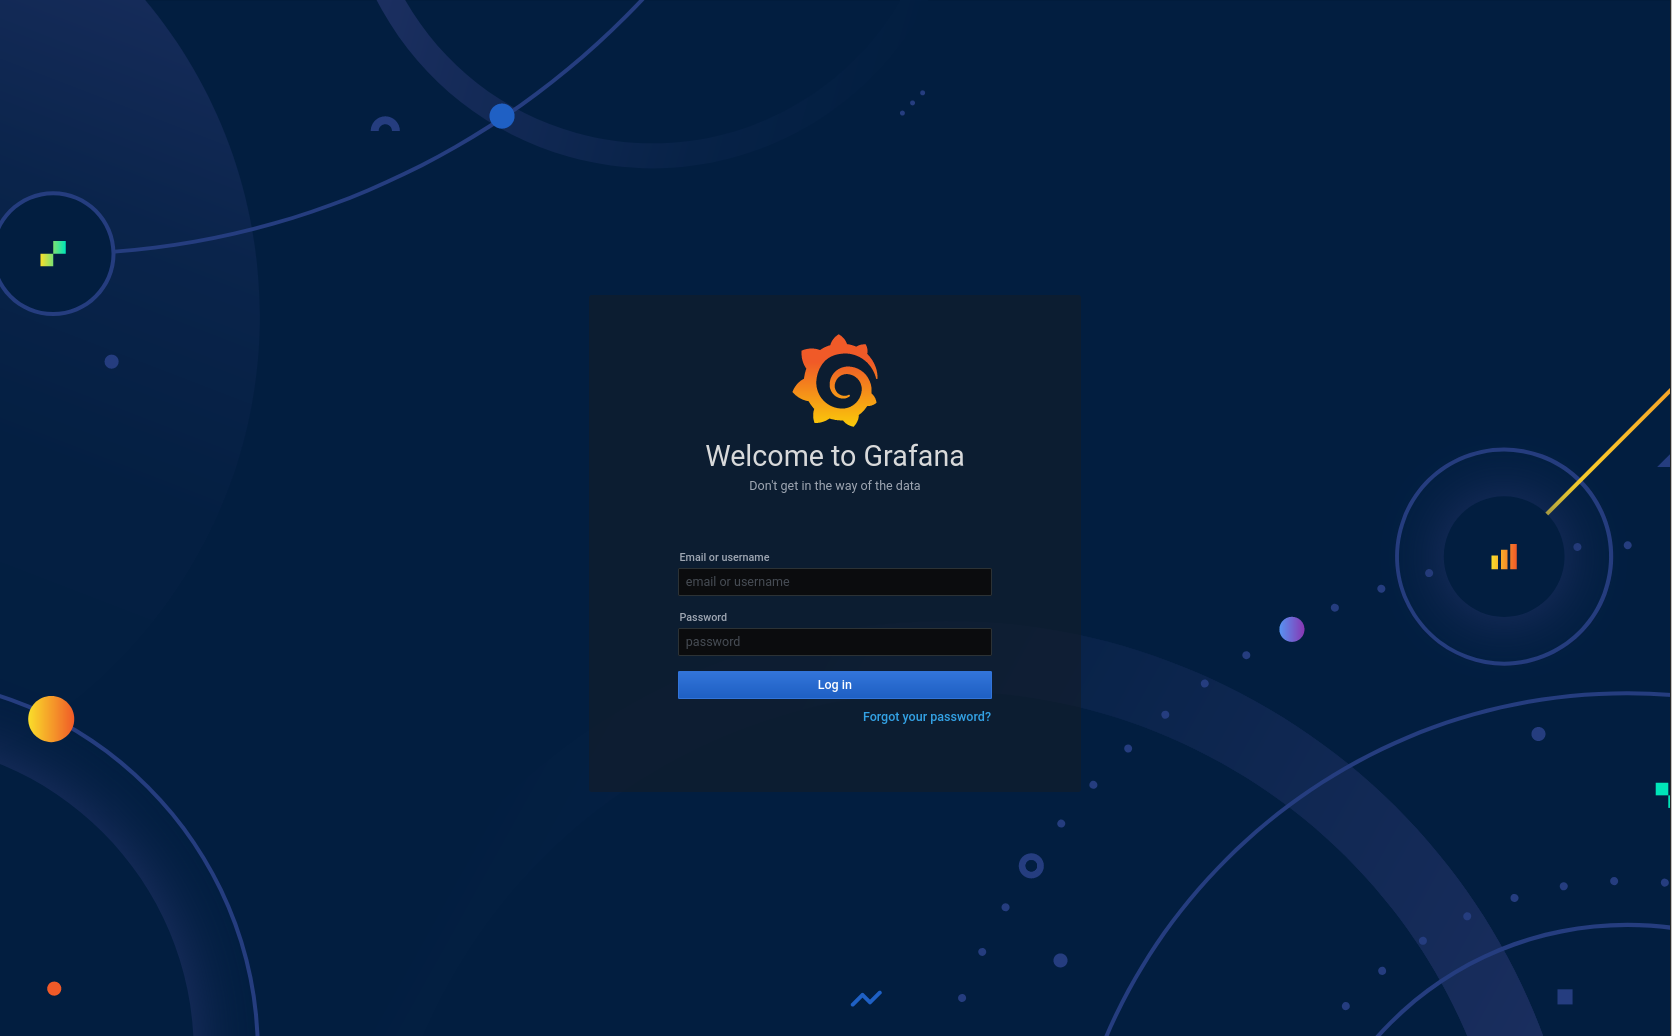 Welcome to Grafana
Don't get in the way of the data
Email or username
email or username
Password
password
Log in
Forgot your password?